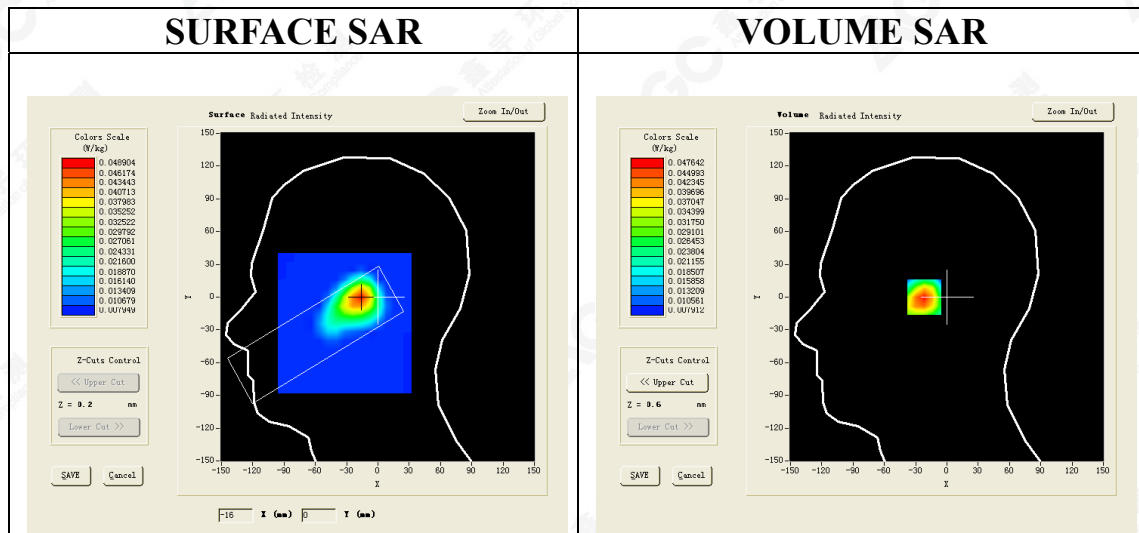 SURFACE SAR
VOLUME SAR
Surface Radiated Intensity
Zoom In/Out
Colors Scale
(W/kg)
0.048904
0.046174
0.043443
0.040713
0.037983
0.035252
0.032522
0.029792
0.027061
0.024331
0.021600
0.018870
0.016140
0.013409
0.010679
0.007949
150
120
90
60
30
0
-30
-60
-90
-120
-150
Y
-150 -120 -90 -60 -30 0 30 60 90 120 150
X
Z-Cuts Control
<< Upper Cut
Z = 0.2 mm
Lower Cut >>
SAVE Cancel
-16 X (mm) 0 Y (mm)
Volume Radiated Intensity
Zoom In/Out
Colors Scale
(W/kg)
0.047642
0.044993
0.042345
0.039696
0.037047
0.034399
0.031750
0.029101
0.026453
0.023804
0.021155
0.018507
0.015858
0.013209
0.010561
0.007912
150
120
90
60
30
0
-30
-60
-90
-120
-150
Y
-150 -120 -90 -60 -30 0 30 60 90 120 150
X
Z-Cuts Control
<< Upper Cut
Z = 0.6 mm
Lower Cut >>
SAVE Cancel